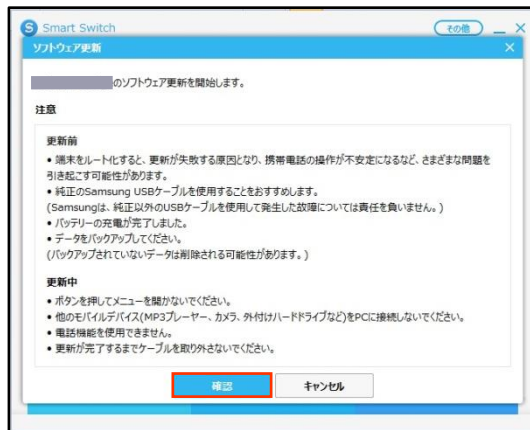 Smart Switch
その他
ソフトウェア更新
のソフトウェア更新を開始します。
注意
更新前
• 端末をルート化すると、更新が失敗する原因となり、携帯電話の操作が不安定になるなど、さまざまな問題を
引き起こす可能性があります。
• 純正のSamsung USBケーブルを使用することをおすすめします。
(Samsungは、純正以外のUSBケーブルを使用して発生した故障については責任を負いません。)
• バッテリーの充電が完了しました。
• データをバックアップしてください。
(バックアップされていないデータは削除される可能性があります。)
更新中
• ボタンを押してメニューを開かないでください。
• 他のモバイルデバイス(MP3プレーヤー、カメラ、外付けハードドライブなど)をPCに接続しないでください。
• 電話機能を使用できません。
• 更新が完了するまでケーブルを取り外さないでください。
確認
キャンセル